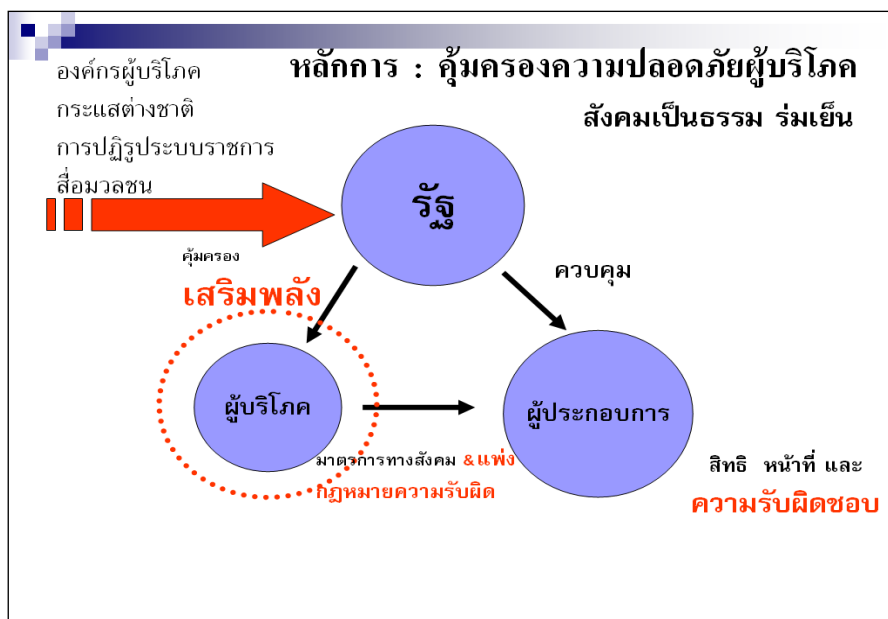 หลักการ : คุ้มครองความปลอดภัยผู้บริโภค
สังคมเป็นธรรม ร่มเย็น
องค์กรผู้บริโภค
กระแสต่างชาติ
การปฏิรูประบบราชการ
สื่อมวลชน
รัฐ
คุ้มครอง
เสริมพลัง
ควบคุม
ผู้บริโภค
ผู้ประกอบการ
มาตรการทางสังคม &แพ่ง
กฎหมายความรับผิด
สิทธิ หน้าที่ และ
ความรับผิดชอบ